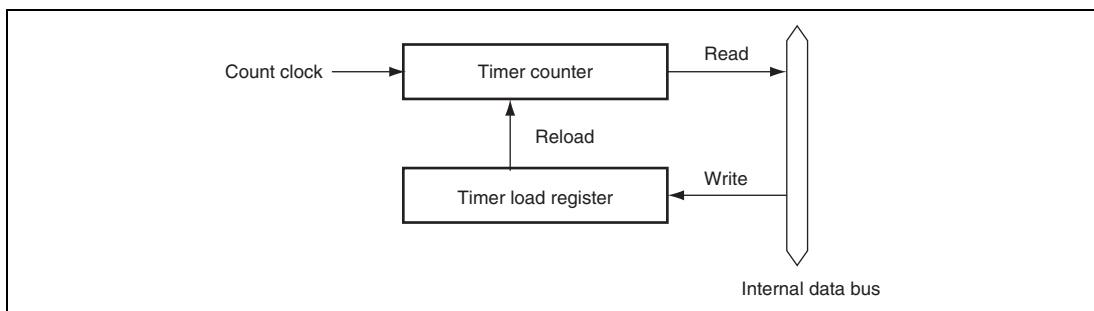 Read
Count clock
Timer counter
Reload
Write
Timer load register
Internal data bus